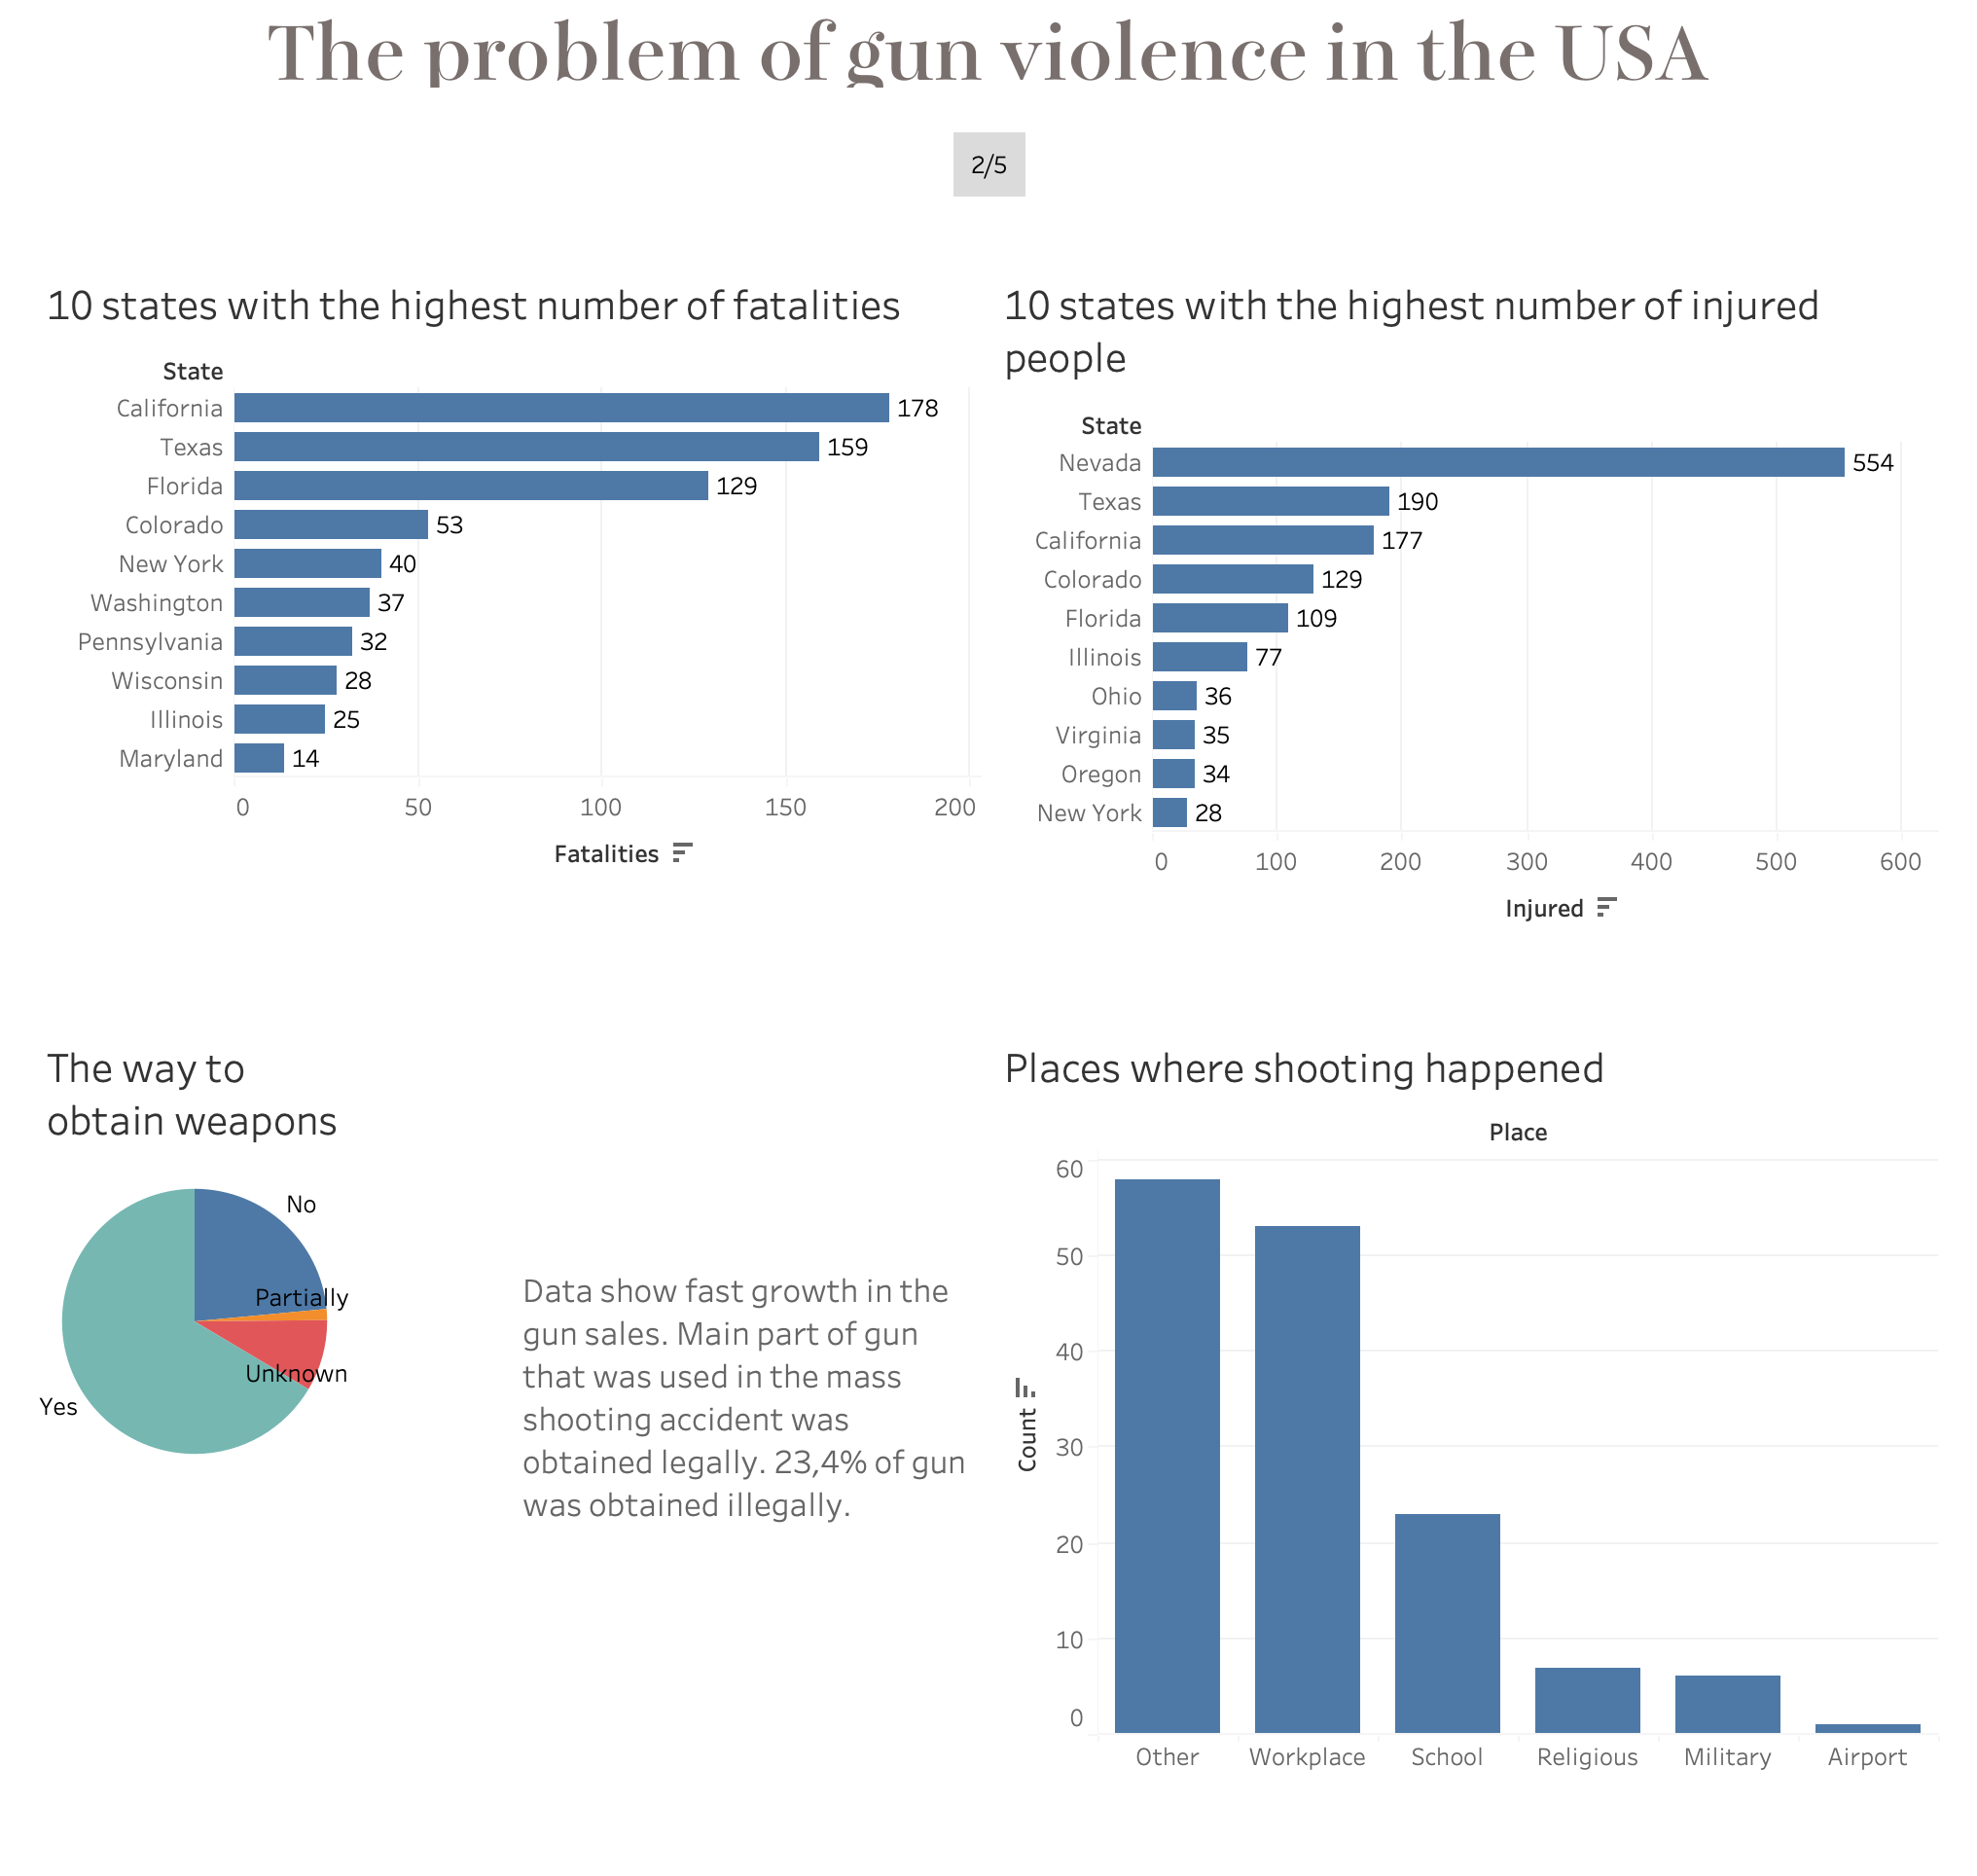 The problem of gun violence in the USA
2/5
10 states with the highest number of fatalities
State
California 178
Texas 159
Florida 129
Colorado 53
New York 40
Washington 37
Pennsylvania 32
Wisconsin 28
Illinois 25
Maryland 14
0 50 100 150 200
Fatalities
10 states with the highest number of injured
people
State
Nevada 554
Texas 190
California 177
Colorado 129
Florida 109
Illinois 77
Ohio 36
Virginia 35
Oregon 34
New York 28
0 100 200 300 400 500 600
Injured
The way to
obtain weapons
No
Partially
Unknown
Yes
Data show fast growth in the
gun sales. Main part of gun
that was used in the mass
shooting accident was
obtained legally. 23,4% of gun
was obtained illegally.
Places where shooting happened
Place
60
50
40
30
20
10
0
Count
Other Workplace School Religious Military Airport